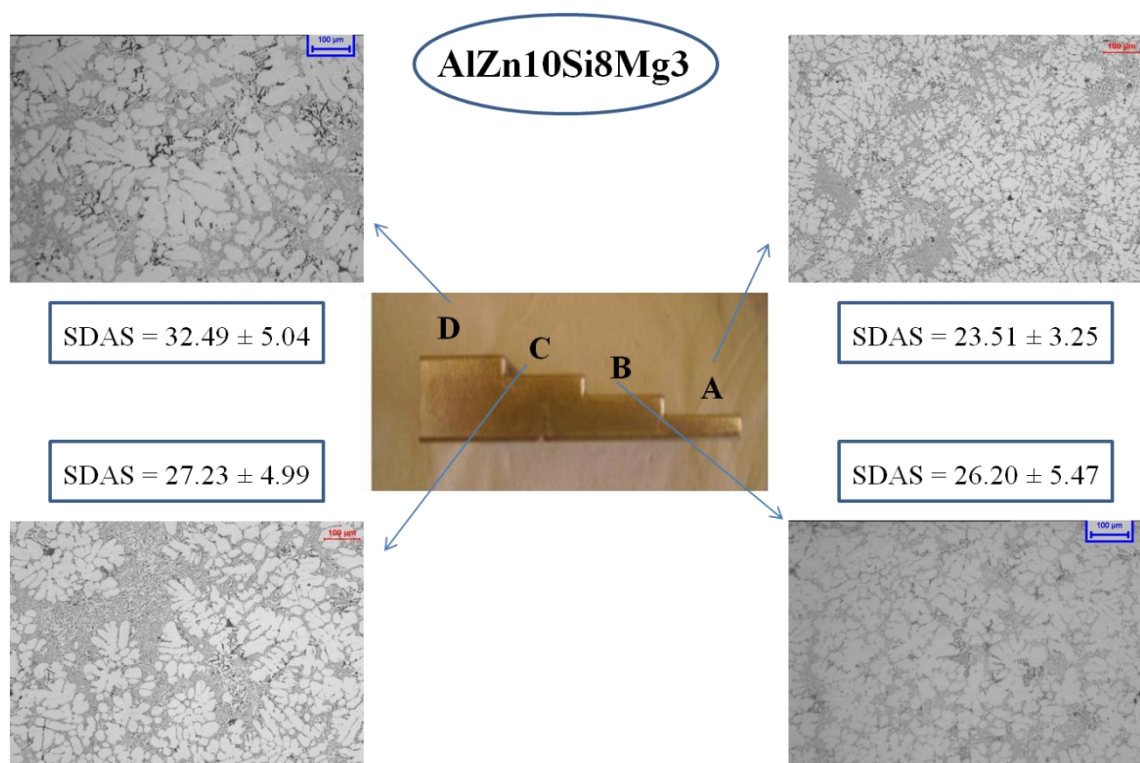 AlZn10Si8Mg3
100 µm
100 µm
SDAS = 32.49 ± 5.04
SDAS = 23.51 ± 3.25
D
C
B
A
SDAS = 27.23 ± 4.99
SDAS = 26.20 ± 5.47
100 µm
100 µm